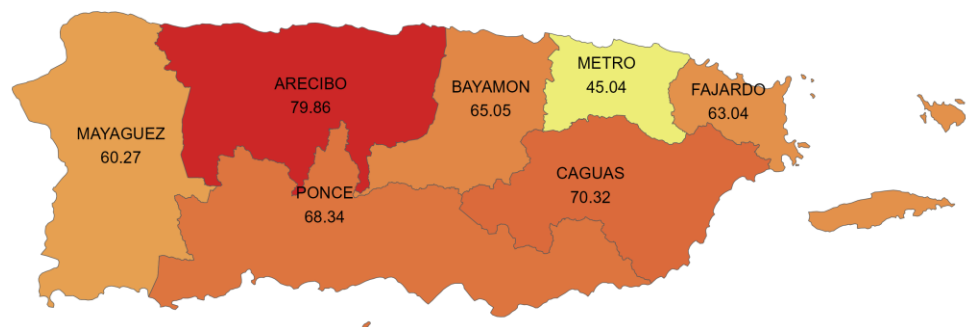 METRO
45.04
ARECIBO
79.86
BAYAMON
65.05
FAJARDO
63.04
MAYAGUEZ
60.27
CAGUAS
70.32
PONCE
68.34